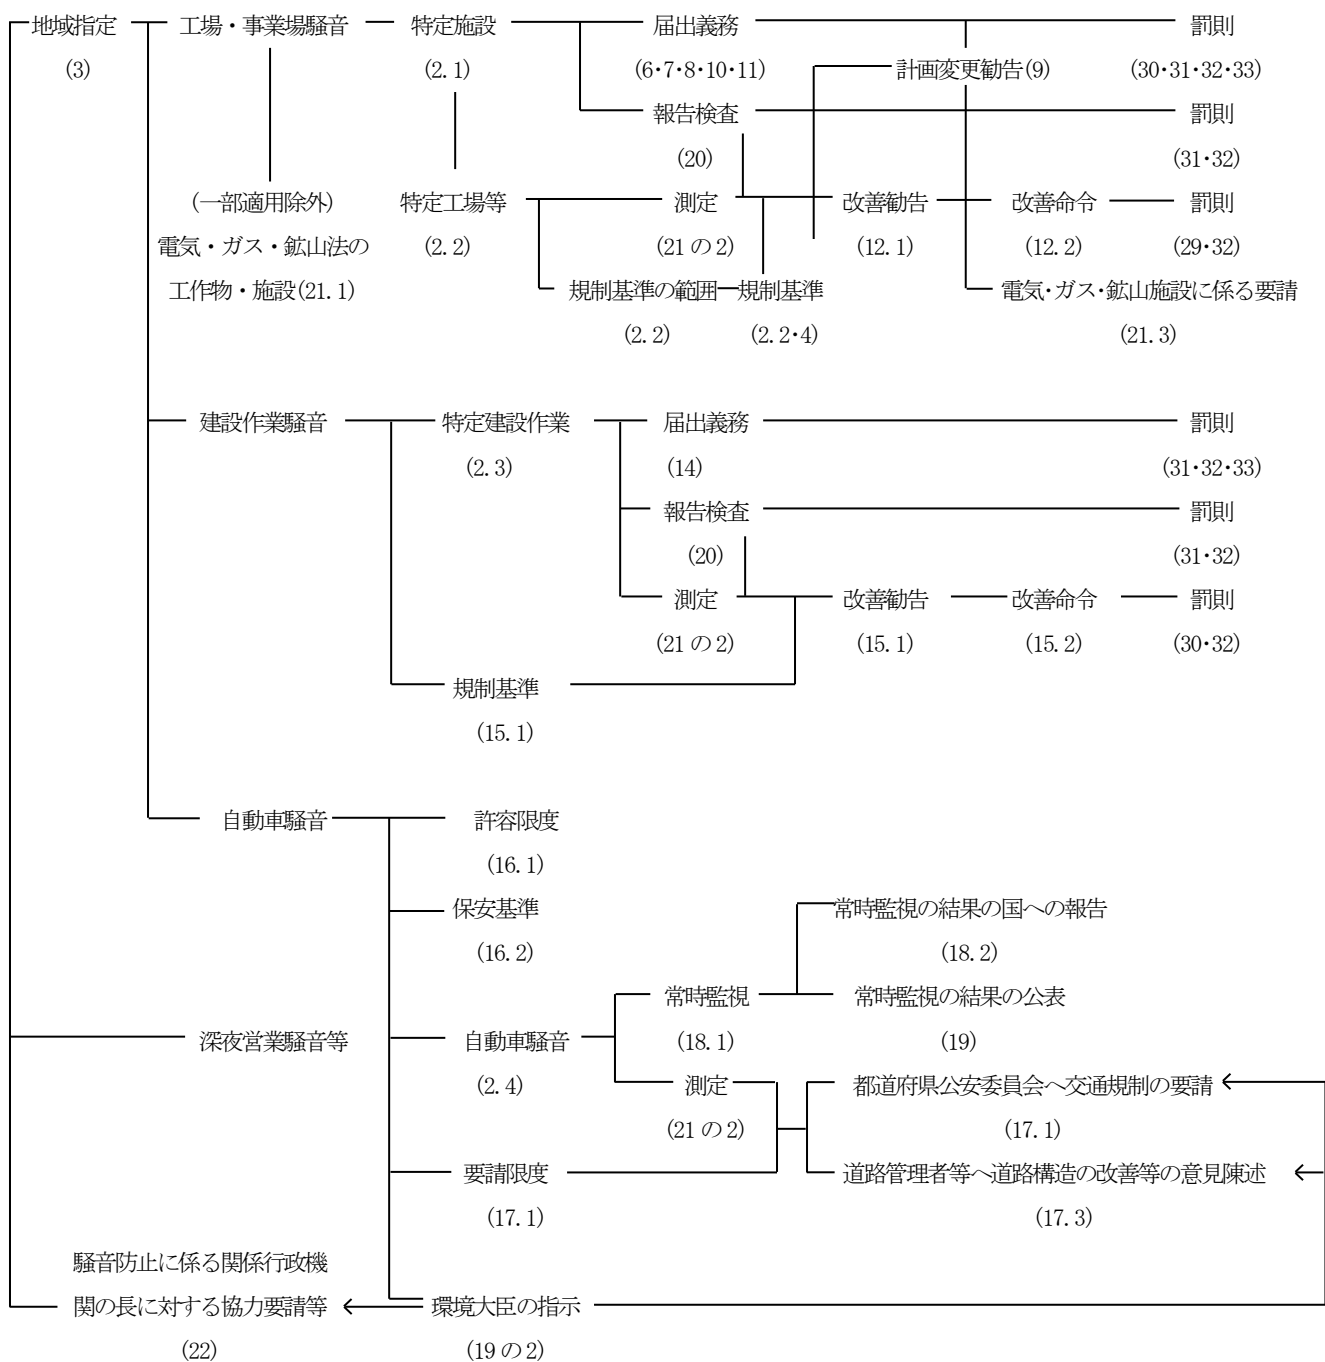 地域指定 工場・事業場騒音 特定施設 届出義務 罰則
(3) (2.1) (6・7・8・10・11) 計画変更勧告(9) (30・31・32・33)
報告検査 罰則
(20) (31・32)
(一部適用除外) 特定工場等 測定 改善勧告 改善命令 罰則
電気・ガス・鉱山法の (2.2) (21の2) (12.1) (12.2) (29・32)
工作物・施設(21.1) 規制基準の範囲 規制基準 電気・ガス・鉱山施設に係る要請
(2.2) (2.2・4) (21.3)
建設作業騒音 特定建設作業 届出義務 罰則
(2.3) (14) (31・32・33)
報告検査 罰則
(20) (31・32)
測定 改善勧告 改善命令 罰則
(21の2) (15.1) (15.2) (30・32)
規制基準
(15.1)
自動車騒音 許容限度
(16.1)
保安基準 常時監視の結果の国への報告
(16.2) (18.2)
常時監視 常時監視の結果の公表
深夜営業騒音等 自動車騒音 (18.1) (19)
(2.4) 測定 都道府県公安委員会へ交通規制の要請
(21の2) (17.1)
要請限度 道路管理者等へ道路構造の改善等の意見陳述
(17.1) (17.3)
騒音防止に係る関係行政機
関の長に対する協力要請等 環境大臣の指示
(22) (19の2)